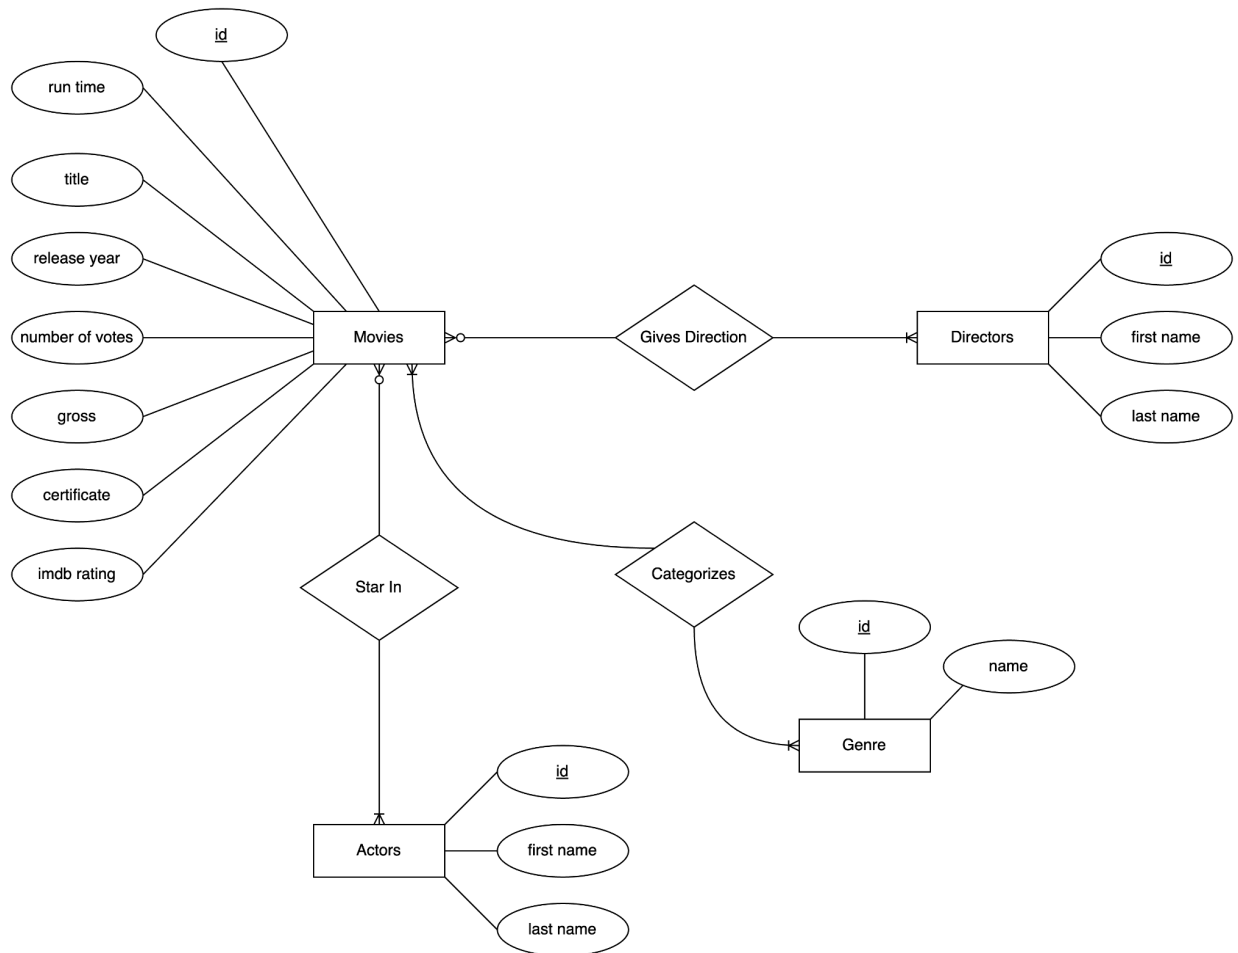 id
run time
title
release year
number of votes
gross
certificate
imdb rating
Movies
Gives Direction
Directors
id
first name
last name
Star In
Categorizes
id
name
Genre
Actors
id
first name
last name